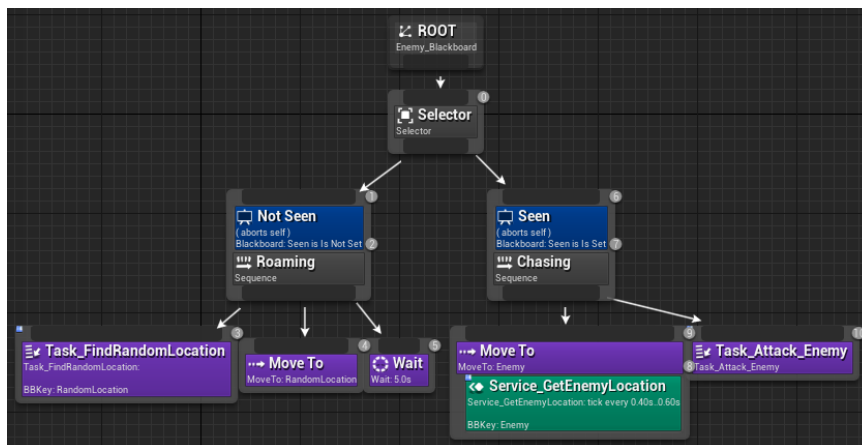 ROOT
Enemy_Blackboard
0
Selector
Selector
1
6
Not Seen
( aborts self )
Blackboard: Seen is Is Not Set
2
Roaming
Sequence
Seen
( aborts self )
Blackboard: Seen is Is Set
7
Chasing
Sequence
3
Task_FindRandomLocation
Task_FindRandomLocation:
BBKey: RandomLocation
4
Move To
MoveTo: RandomLocation
5
Wait
Wait: 5.0s
9
Move To
MoveTo: Enemy
8
Service_GetEnemyLocation
Service_GetEnemyLocation: tick every 0.40s..0.60s
BBKey: Enemy
10
Task_Attack_Enemy
Task_Attack_Enemy